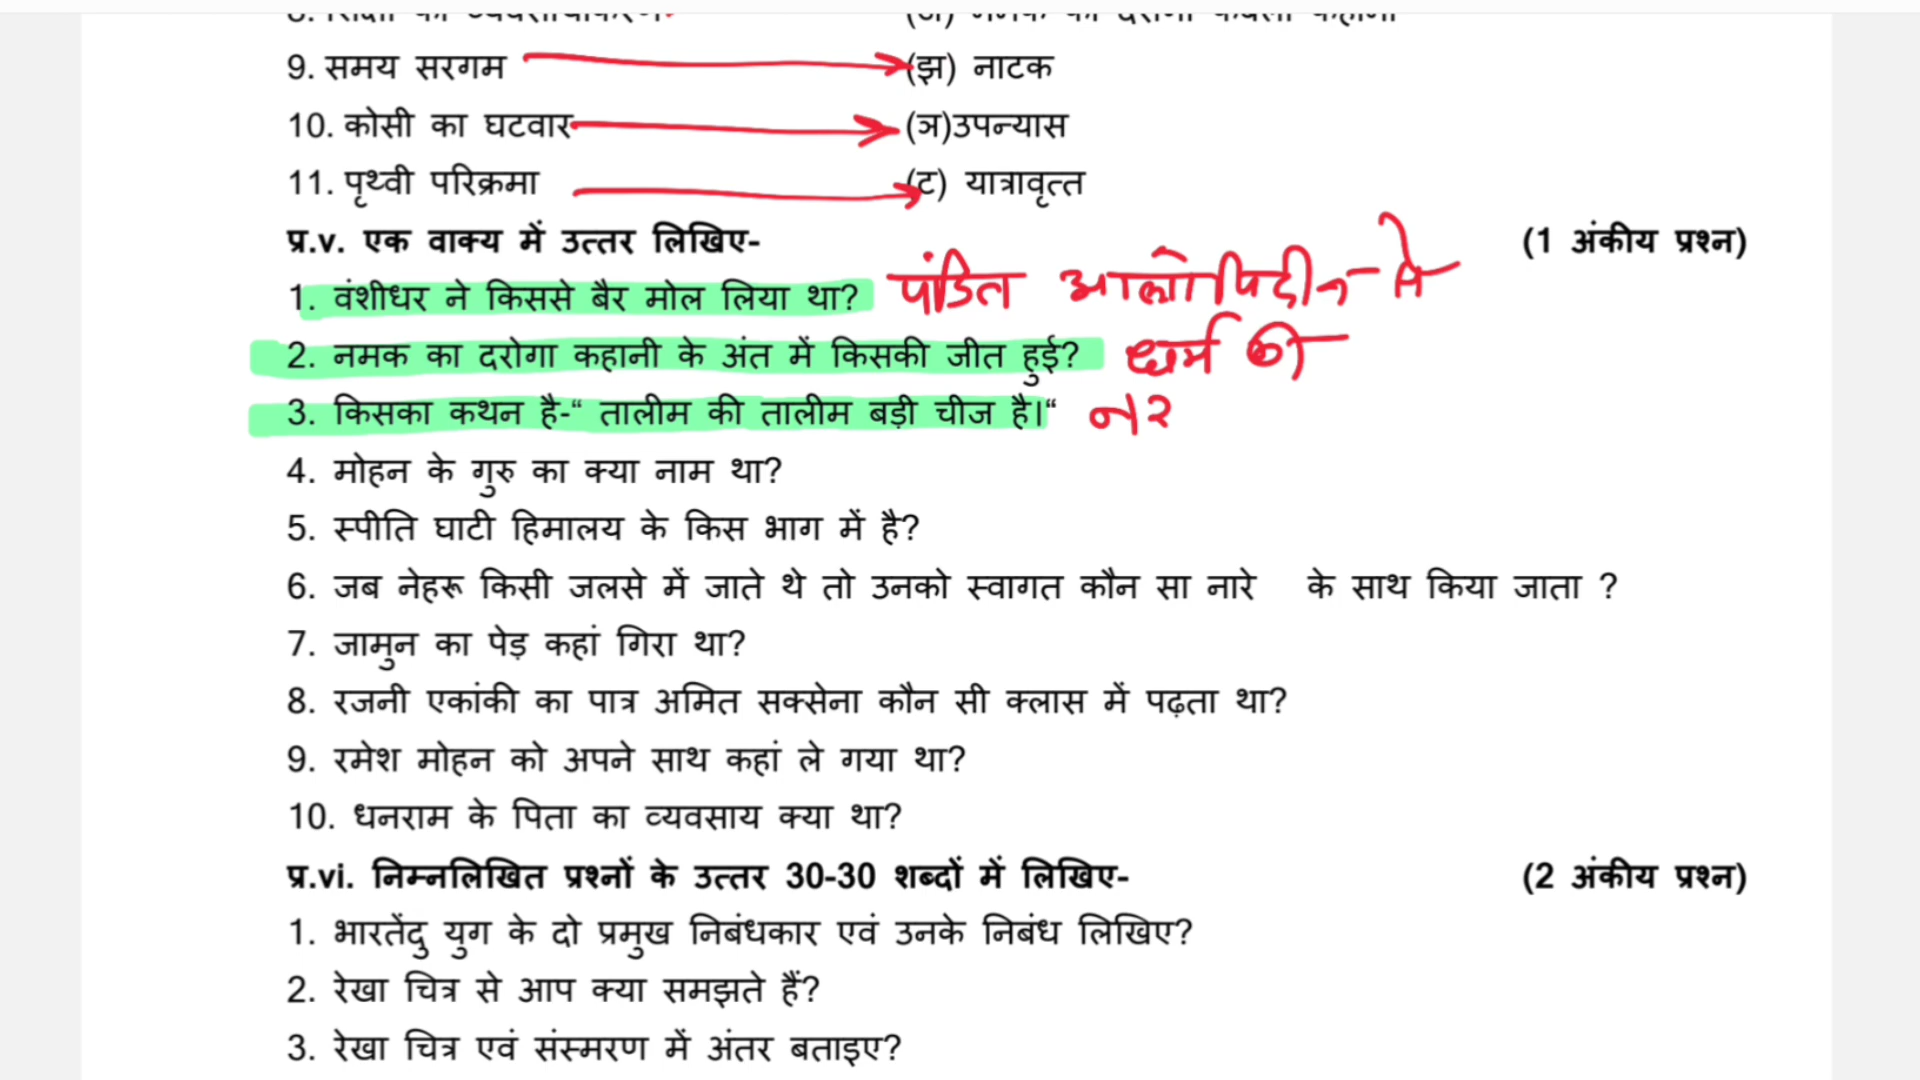 9. समय सरगम (झ) नाटक
10. कोसी का घटवार (ञ)उपन्यास
11. पृथ्वी परिक्रमा (ट) यात्रावृत्त
प्र.v. एक वाक्य में उत्तर लिखिए- (1 अंकीय प्रश्न)
1. वंशीधर ने किससे बैर मोल लिया था? पंडित आलोपिदीन से
2. नमक का दरोगा कहानी के अंत में किसकी जीत हुई? धर्म की
3. किसका कथन है-“ तालीम की तालीम बड़ी चीज है।“
4. मोहन के गुरु का क्या नाम था?
5. स्पीति घाटी हिमालय के किस भाग में है?
6. जब नेहरू किसी जलसे में जाते थे तो उनको स्वागत कौन सा नारे के साथ किया जाता ?
7. जामुन का पेड़ कहां गिरा था?
8. रजनी एकांकी का पात्र अमित सक्सेना कौन सी क्लास में पढ़ता था?
9. रमेश मोहन को अपने साथ कहां ले गया था?
10. धनराम के पिता का व्यवसाय क्या था?
प्र.vi. निम्नलिखित प्रश्नों के उत्तर 30-30 शब्दों में लिखिए- (2 अंकीय प्रश्न)
1. भारतेंदु युग के दो प्रमुख निबंधकार एवं उनके निबंध लिखिए?
2. रेखा चित्र से आप क्या समझते हैं?
3. रेखा चित्र एवं संस्मरण में अंतर बताइए?